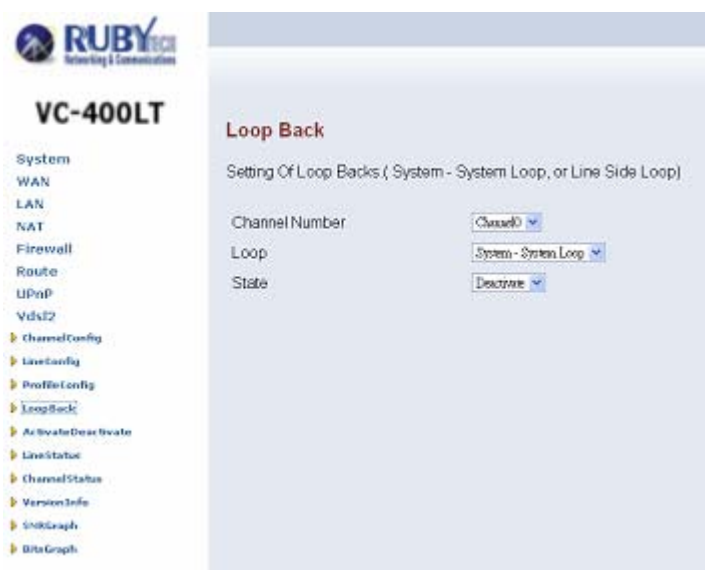 RUBYTECH
Networking & Communications
VC-400LT
System
WAN
LAN
NAT
Firewall
Route
UPnP
Vdsl2
ChannelConfig
LineConfig
ProfileConfig
LoopBack
ActivateDeactivate
LineStatus
ChannelStatus
VersionInfo
SNRGraph
BitsGraph
Loop Back
Setting Of Loop Backs.( System - System Loop, or Line Side Loop)
Channel Number
Channel0
Loop
System - System Loop
State
Deactivate